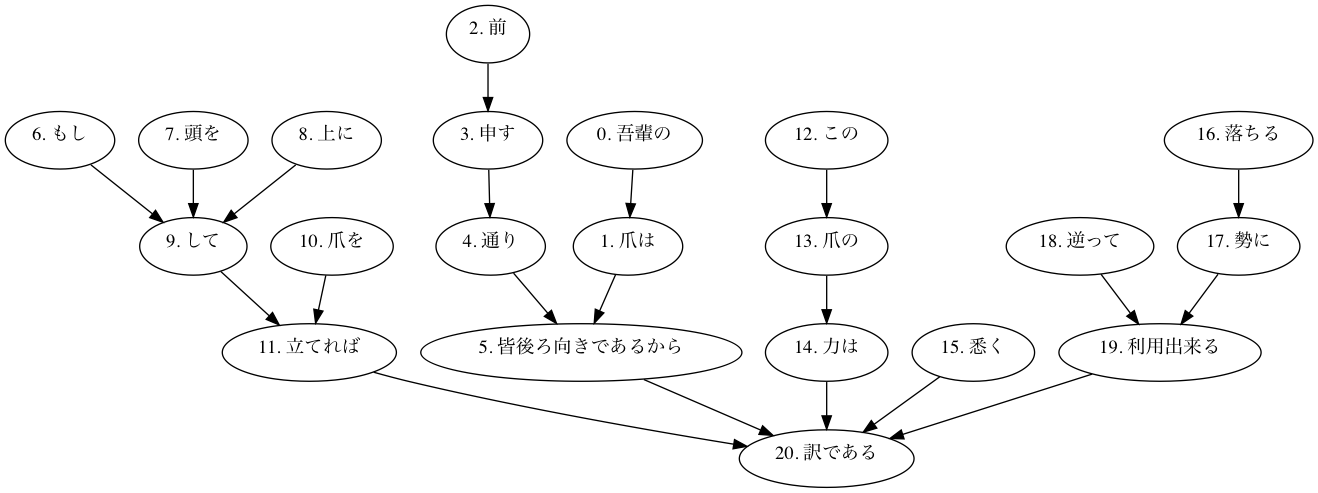 2. 前
6. もし
7. 頭を
8. 上に
3. 申す
0. 吾輩の
12. この
16. 落ちる
9. して
10. 爪を
4. 通り
1. 爪は
13. 爪の
18. 逆って
17. 勢に
11. 立てれば
5. 皆後ろ向きであるから
14. 力は
15. 悉く
19. 利用出来る
20. 訳である